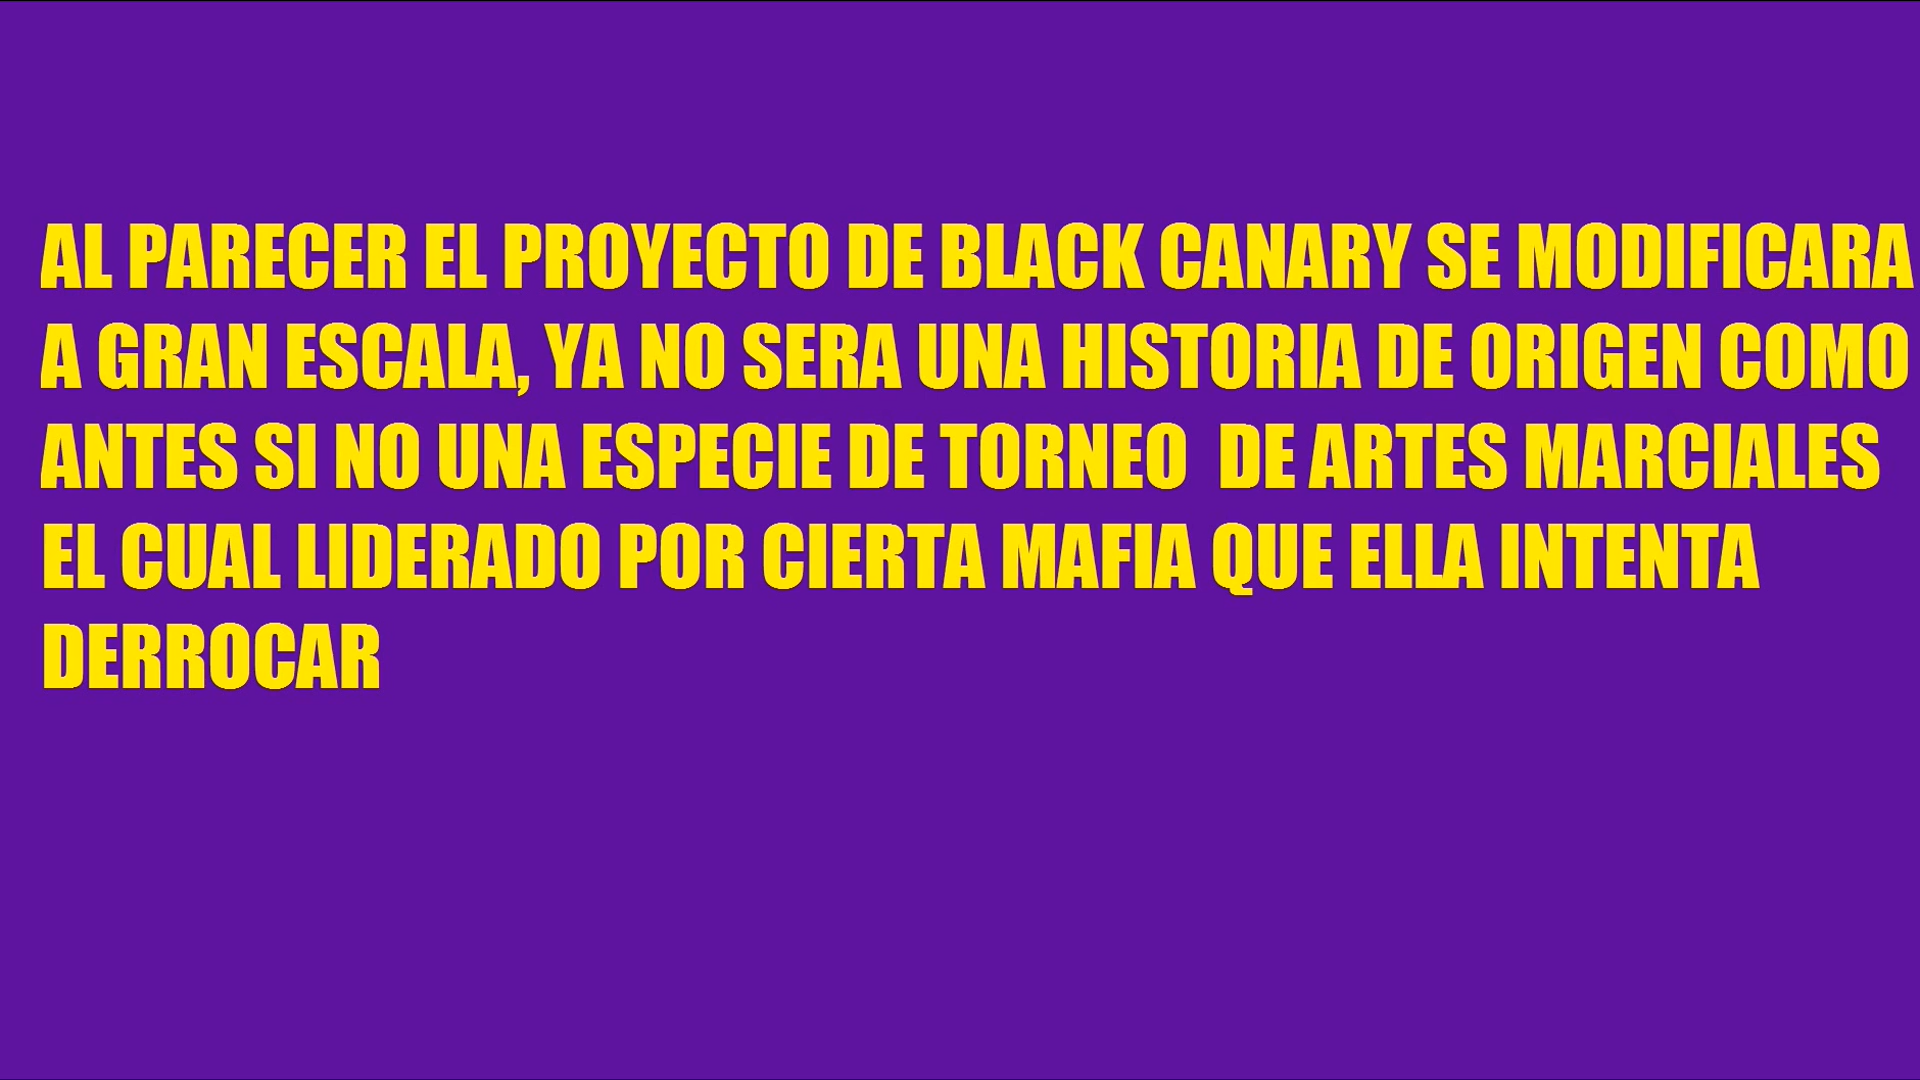 AL PARECER EL PROYECTO DE BLACK CANARY SE MODIFICARA
A GRAN ESCALA, YA NO SERA UNA HISTORIA DE ORIGEN COMO
ANTES SI NO UNA ESPECIE DE TORNEO  DE ARTES MARCIALES
EL CUAL LIDERADO POR CIERTA MAFIA QUE ELLA INTENTA
DERROCAR